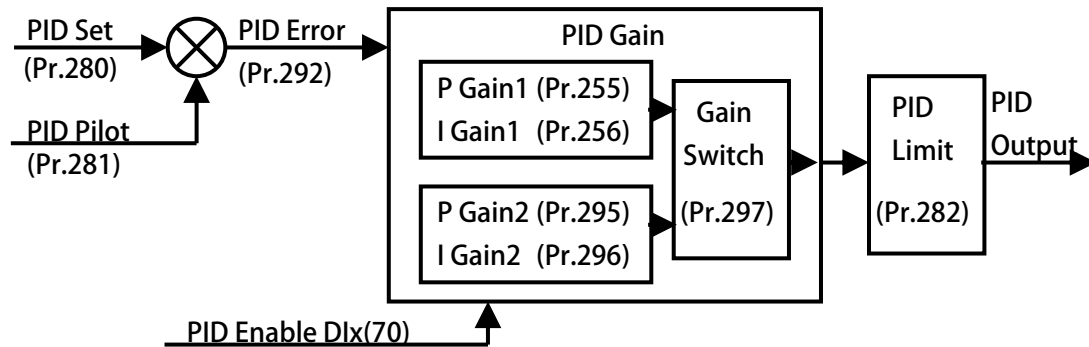 PID Set
(Pr.280)
PID Error
(Pr.292)
PID Pilot
(Pr.281)
PID Gain
P Gain1 (Pr.255)
I Gain1 (Pr.256)
P Gain2 (Pr.295)
I Gain2 (Pr.296)
Gain
Switch
(Pr.297)
PID
Limit
(Pr.282)
PID
Output
PID Enable DIx(70)